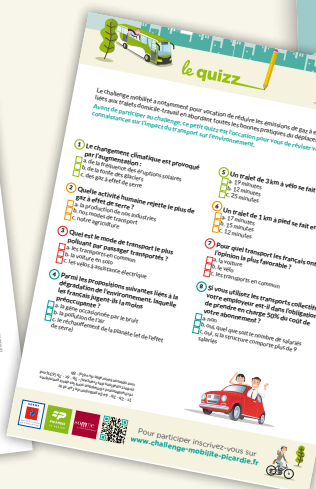 le quizz
Le challenge mobilité a notamment pour vocation de réduire les émissions de gaz à e
liées aux trajets domicile-travail en abordant toutes les bonnes pratiques du déplace
Avant de participer au challenge, ce petit quizz est l'occasion pour vous de réviser v
connaissances sur l'impact du transport sur l'environnement.
1 Le changement climatique est provoqué
par l'augmentation :
a. de la fréquence des éruptions solaires
b. de la fonte des glaciers
c. des gaz à effet de serre
2 Quelle activité humaine rejette le plus de
gaz à effet de serre ?
a. la production de nos industries
b. nos modes de transport
c. notre agriculture
3 Quel est le mode de transport le plus
polluant par passager transporté ?
a. les transports en commun
b. la voiture en solo
c. les vélos à assistance électrique
4 Parmi les propositions suivantes liées à la
dégradation de l'environnement, laquelle
les français jugent-ils la moins
préoccupante ?
a. la gêne occasionnée par le bruit
b. la pollution de l'air
c. le réchauffement de la planète (lié à l'effet
de serre)
5 Un trajet de 3 km à vélo se fait
a. 19 minutes
b. 12 minutes
c. 25 minutes
6 Un trajet de 1 km à pied se fait en
a. 17 minutes
b. 15 minutes
c. 12 minutes
7 Pour quel transport les français ont
l'opinion la plus favorable ?
a. la voiture
b. le vélo
c. les transports en commun
8 Si vous utilisez les transports collectifs
votre employeur est-il dans l'obligation
de prendre en charge 50% du coût de
votre abonnement ?
a. non
b. oui, quel que soit le nombre de salariés
c. oui, si la structure comporte plus de 9
salariés
ADEME
PICARDIE
somme
Pour participer inscrivez-vous sur
www.challenge-mobilite-picardie.fr